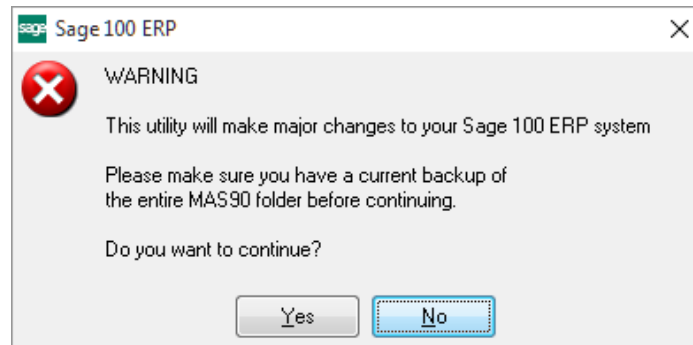 sage Sage 100 ERP
WARNING
This utility will make major changes to your Sage 100 ERP system
Please make sure you have a current backup of
the entire MAS90 folder before continuing.
Do you want to continue?
Yes No